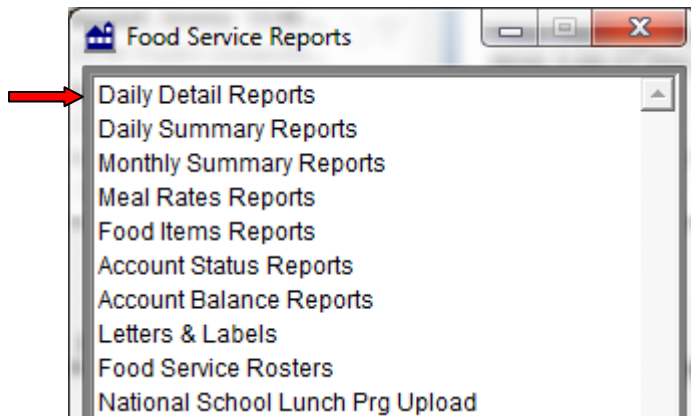 Food Service Reports
Daily Detail Reports
Daily Summary Reports
Monthly Summary Reports
Meal Rates Reports
Food Items Reports
Account Status Reports
Account Balance Reports
Letters & Labels
Food Service Rosters
National School Lunch Prg Upload